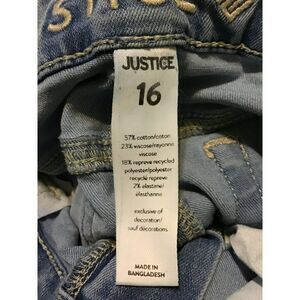 JUSTICE
16
57% cotton/coton
23% viscose/rayonne
viscose
18% repreve recycled
polyester/polyester
recyclé repreve
2% elastane/
élasthanne
exclusive of
decoration/
sauf décorations
MADE IN
BANGLADESH